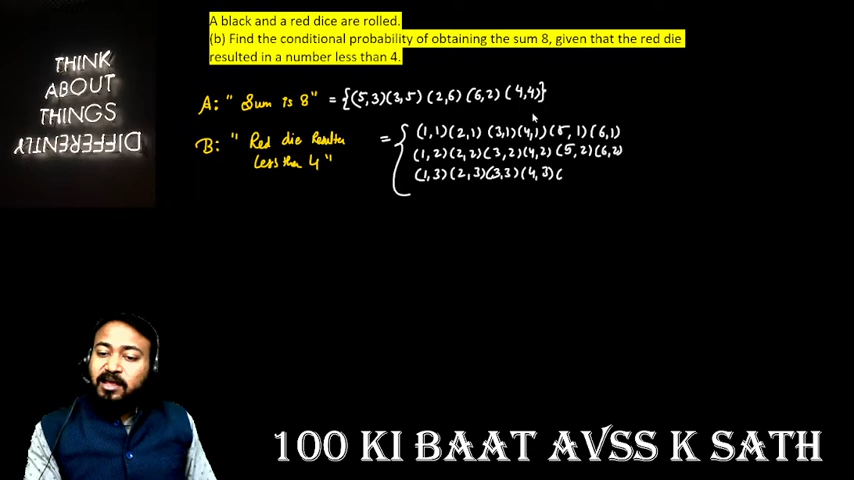 THINK
ABOUT
THINGS
DIFFERENTLY
A black and a red dice are rolled.
(b) Find the conditional probability of obtaining the sum 8, given that the red die
resulted in a number less than 4.
A: " Sum is 8 " = {(5,3)(3,5) (2,6) (6,2) (4,4)}
B: " Red die results
less than 4 "
= { (1,1)(2,1) (3,1)(4,1)(5,1)(6,1)
(1,2)(2,2)(3,2)(4,2)(5,2)(6,2)
(1,3)(2,3)(3,3)(4,3)(
100 KI BAAT AVSS K SATH